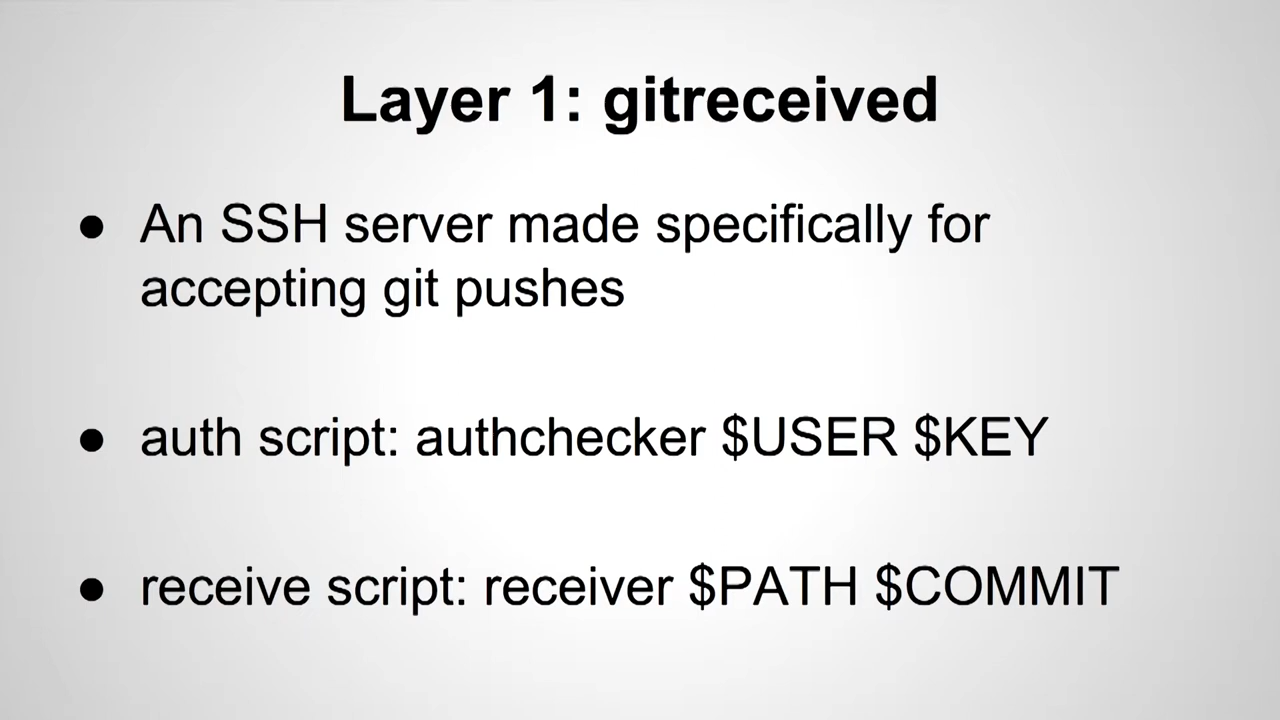 Layer 1: gitreceived
● An SSH server made specifically for
accepting git pushes
● auth script: authchecker $USER $KEY
● receive script: receiver $PATH $COMMIT